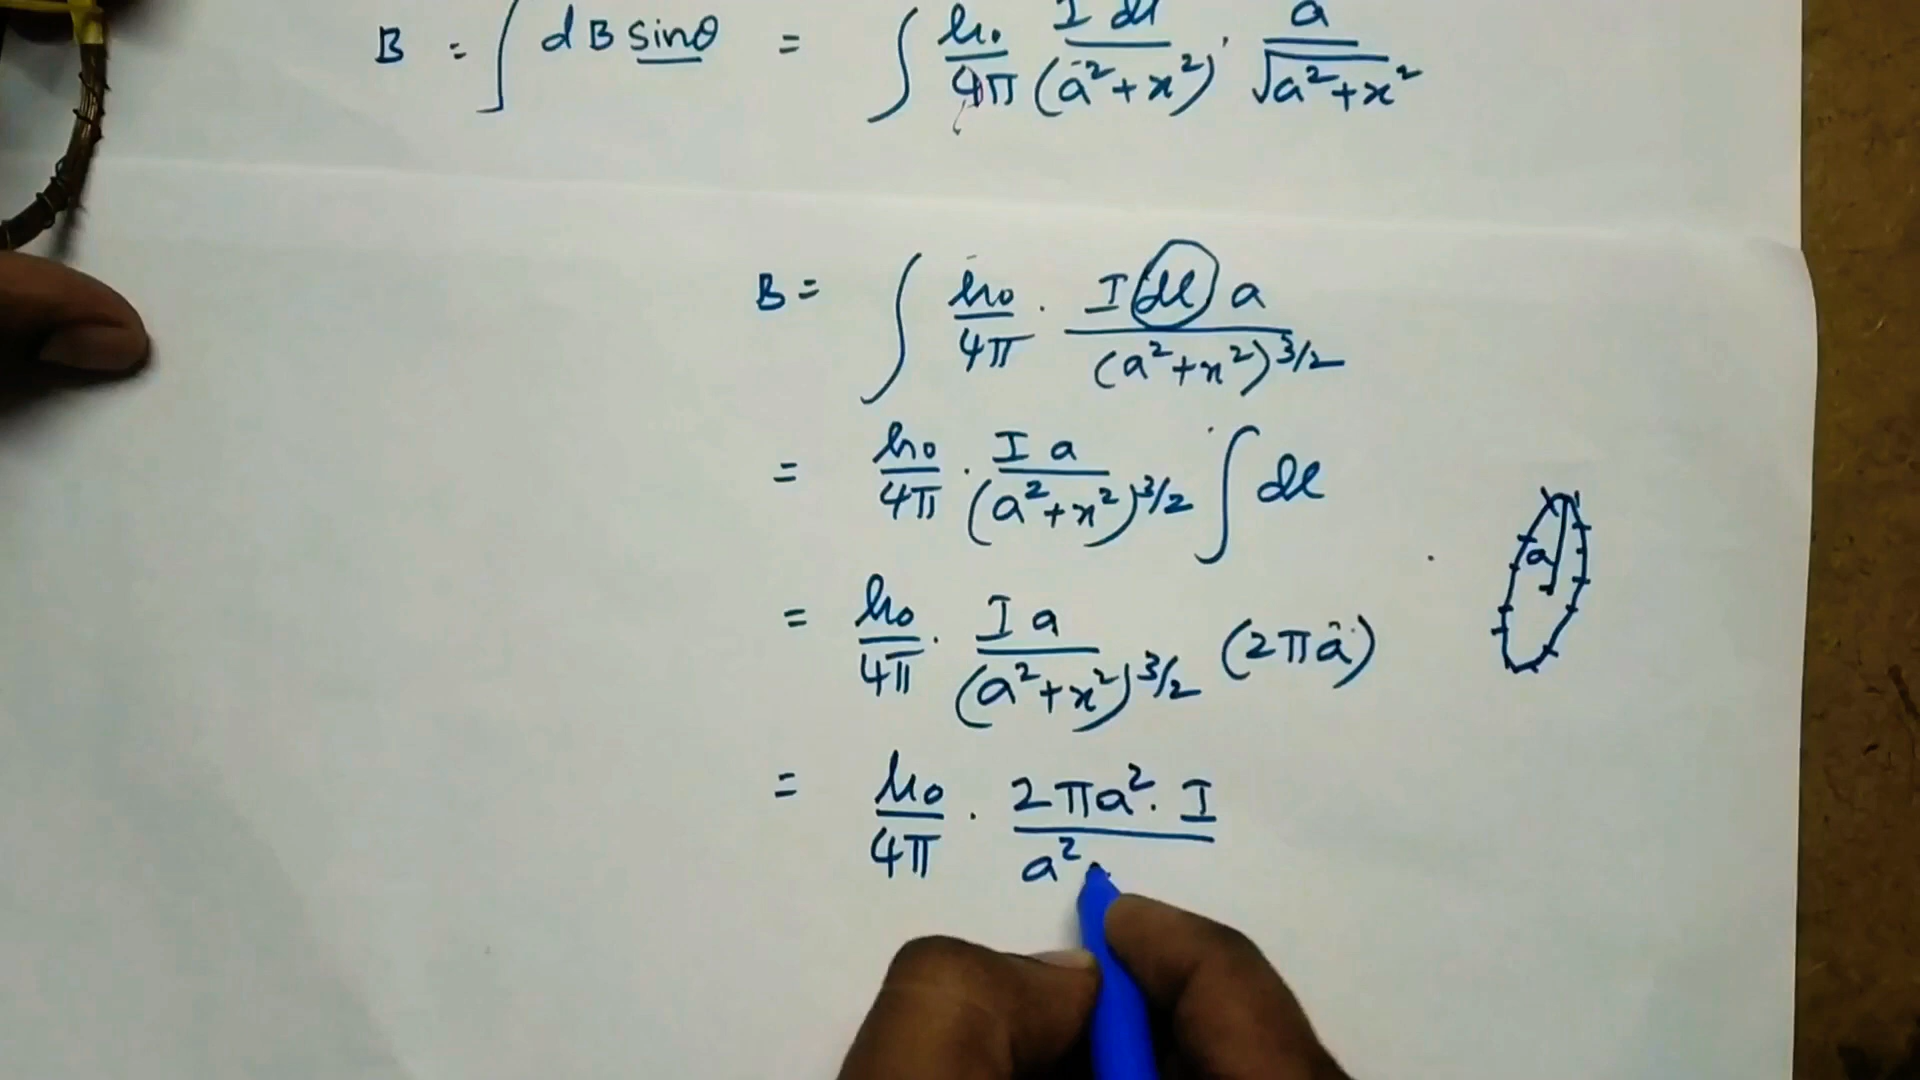 B = ∫ dB sinθ = ∫ μ₀/4π I dl/(a²+x²) · a/√a²+x²
B = ∫ μ₀/4π · I dl a/(a²+x²)^3/2
= μ₀/4π · I a/(a²+x²)^3/2 ∫ dl
= μ₀/4π · I a/(a²+x²)^3/2 (2πa)
a
= μ₀/4π · 2πa² · I/a²